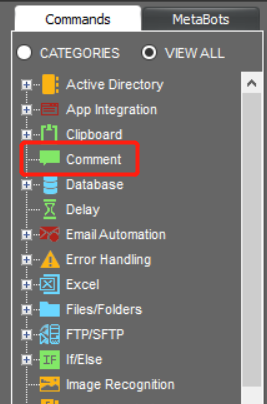 Commands MetaBots
CATEGORIES VIEW ALL
Active Directory
App Integration
Clipboard
Comment
Database
Delay
Email Automation
Error Handling
Excel
Files/Folders
FTP/SFTP
IF If/Else
Image Recognition